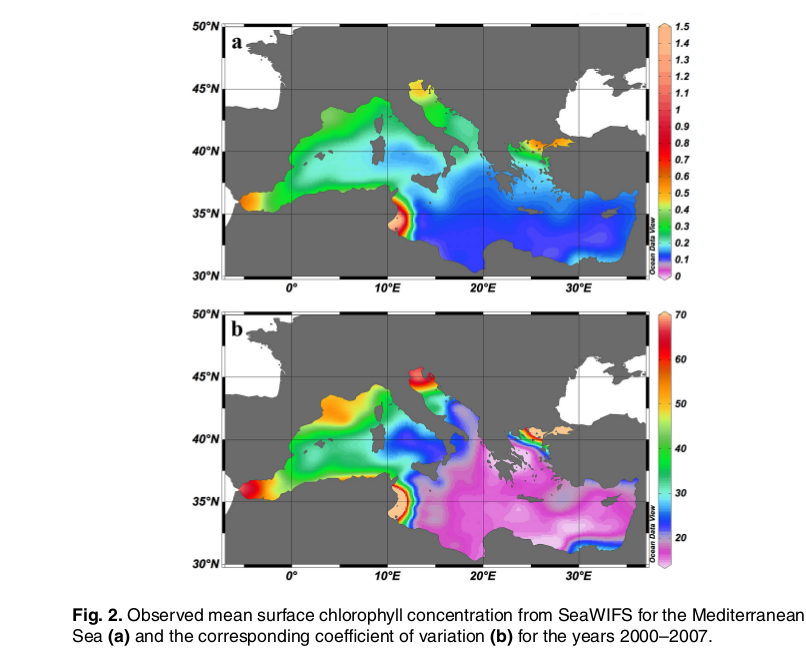 50°N
a
45°N
40°N
35°N
30°N
0°
10°E
20°E
30°E
Ocean Data View
1.5
1.4
1.3
1.2
1.1
1
0.9
0.8
0.7
0.6
0.5
0.4
0.3
0.2
0.1
0
50°N
b
45°N
40°N
35°N
30°N
0°
10°E
20°E
30°E
Ocean Data View
70
60
50
40
30
20
Fig. 2. Observed mean surface chlorophyll concentration from SeaWIFS for the Mediterranean
Sea (a) and the corresponding coefficient of variation (b) for the years 2000–2007.